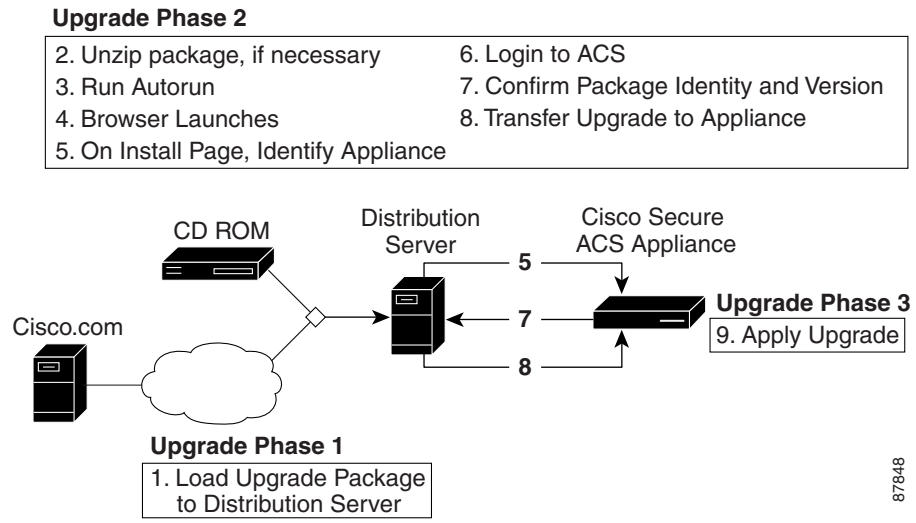 Upgrade Phase 2
2. Unzip package, if necessary
3. Run Autorun
4. Browser Launches
5. On Install Page, Identify Appliance
6. Login to ACS
7. Confirm Package Identity and Version
8. Transfer Upgrade to Appliance
CD ROM
Distribution
Server
Cisco Secure
ACS Appliance
5
7
8
Upgrade Phase 3
9. Apply Upgrade
Cisco.com
Upgrade Phase 1
1. Load Upgrade Package
to Distribution Server
87848